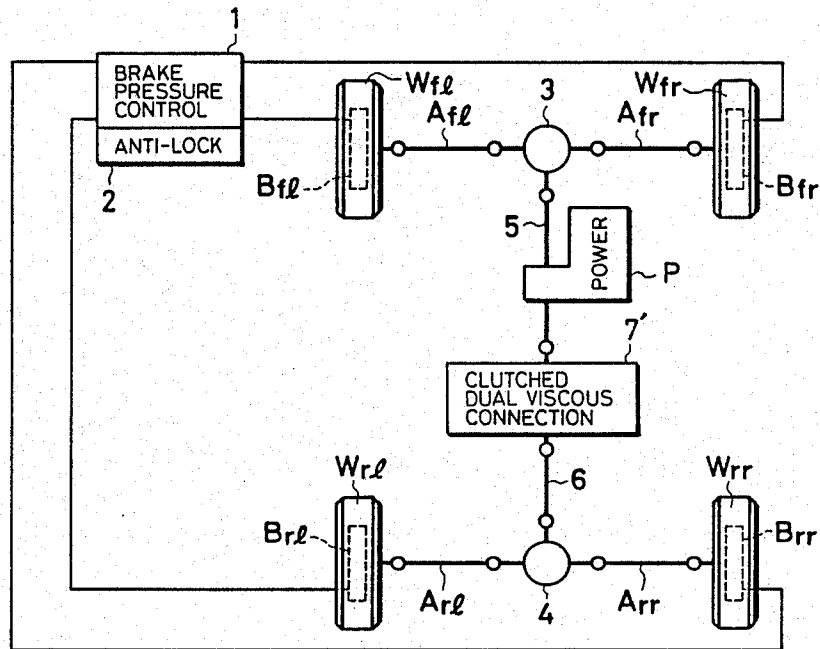 1
BRAKE
PRESSURE
CONTROL
ANTI-LOCK
2
Wfl
Afl
3
Afr
Wfr
Bfl
Bfr
5
POWER
P
7'
CLUTCHED
DUAL VISCOUS
CONNECTION
Wrl
6
Wrr
Brl
Brr
Arl
4
Arr